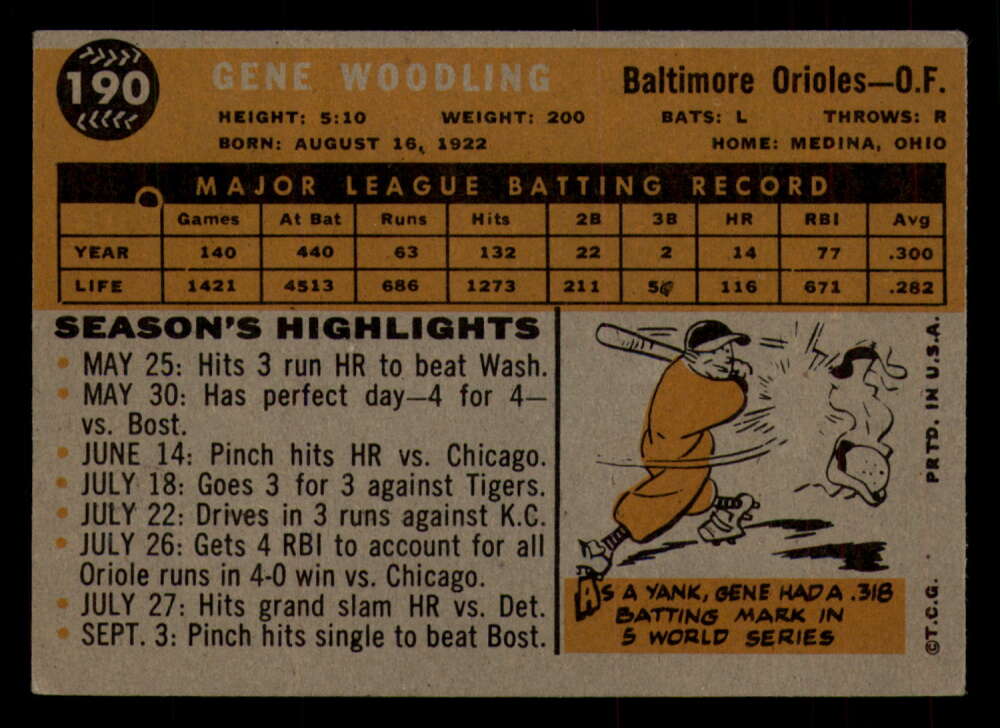 190
GENE WOODLING
Baltimore Orioles—O.F.
HEIGHT: 5:10 WEIGHT: 200 BATS: L THROWS: R
BORN: AUGUST 16, 1922 HOME: MEDINA, OHIO
MAJOR LEAGUE BATTING RECORD
Games At Bat Runs Hits 2B 3B HR RBI Avg
YEAR 140 440 63 132 22 2 14 77 .300
LIFE 1421 4513 686 1273 211 116 671 .282
SEASON'S HIGHLIGHTS
• MAY 25: Hits 3 run HR to beat Wash.
• MAY 30: Has perfect day—4 for 4—
vs. Bost.
• JUNE 14: Pinch hits HR vs. Chicago.
• JULY 18: Goes 3 for 3 against Tigers.
• JULY 22: Drives in 3 runs against K.C.
• JULY 26: Gets 4 RBI to account for all
Oriole runs in 4-0 win vs. Chicago.
• JULY 27: Hits grand slam HR vs. Det.
• SEPT. 3: Pinch hits single to beat Bost.
AS A YANK, GENE HAD A .318
BATTING MARK IN
5 WORLD SERIES
©T.C.G. PRTD. IN U.S.A.